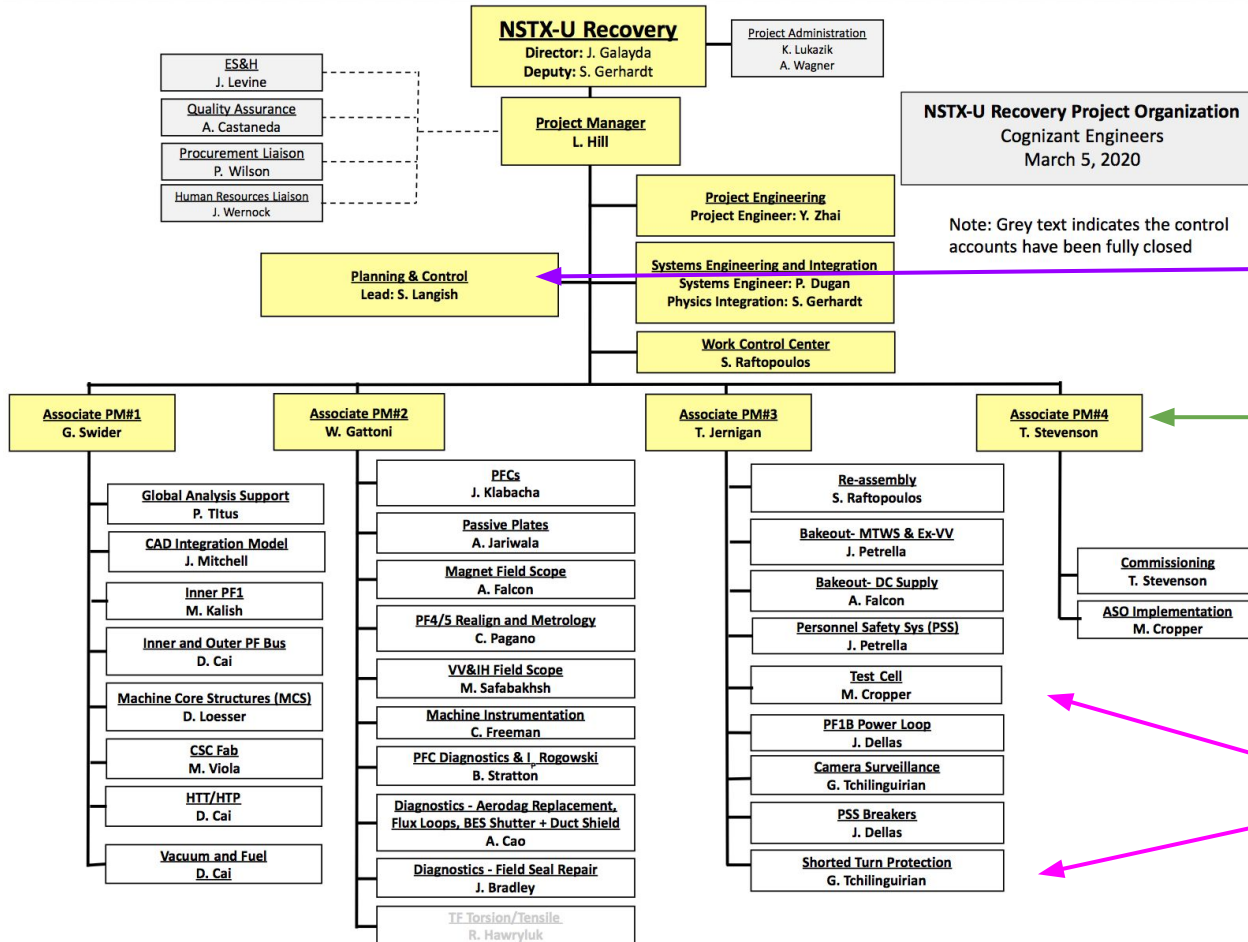 NSTX-U Recovery
Director: J. Galayda
Deputy: S. Gerhardt
Project Administration
K. Lukazik
A. Wagner
ES&H
J. Levine
Quality Assurance
A. Castaneda
Procurement Liaison
P. Wilson
Human Resources Liaison
J. Wernock
Project Manager
L. Hill
NSTX-U Recovery Project Organization
Cognizant Engineers
March 5, 2020
Note: Grey text indicates the control
accounts have been fully closed
Project Engineering
Project Engineer: Y. Zhai
Planning & Control
Lead: S. Langish
Systems Engineering and Integration
Systems Engineer: P. Dugan
Physics Integration: S. Gerhardt
Work Control Center
S. Raftopoulos
Associate PM#1
G. Swider
Associate PM#2
W. Gattoni
Associate PM#3
T. Jernigan
Associate PM#4
T. Stevenson
Global Analysis Support
P. TItus
CAD Integration Model
J. Mitchell
Inner PF1
M. Kalish
Inner and Outer PF Bus
D. Cai
Machine Core Structures (MCS)
D. Loesser
CSC Fab
M. Viola
HTT/HTP
D. Cai
Vacuum and Fuel
D. Cai
PFCs
J. Klabacha
Passive Plates
A. Jariwala
Magnet Field Scope
A. Falcon
PF4/5 Realign and Metrology
C. Pagano
VV&IH Field Scope
M. Safabakhsh
Machine Instrumentation
C. Freeman
PFC Diagnostics & Ip Rogowski
B. Stratton
Diagnostics - Aerodag Replacement,
Flux Loops, BES Shutter + Duct Shield
A. Cao
Diagnostics - Field Seal Repair
J. Bradley
TF Torsion/Tensile
R. Hawryluk
Re-assembly
S. Raftopoulos
Bakeout- MTWS & Ex-VV
J. Petrella
Bakeout- DC Supply
A. Falcon
Personnel Safety Sys (PSS)
J. Petrella
Test Cell
M. Cropper
PF1B Power Loop
J. Dellas
Camera Surveillance
G. Tchilinguirian
PSS Breakers
J. Dellas
Shorted Turn Protection
G. Tchilinguirian
Commissioning
T. Stevenson
ASO Implementation
M. Cropper